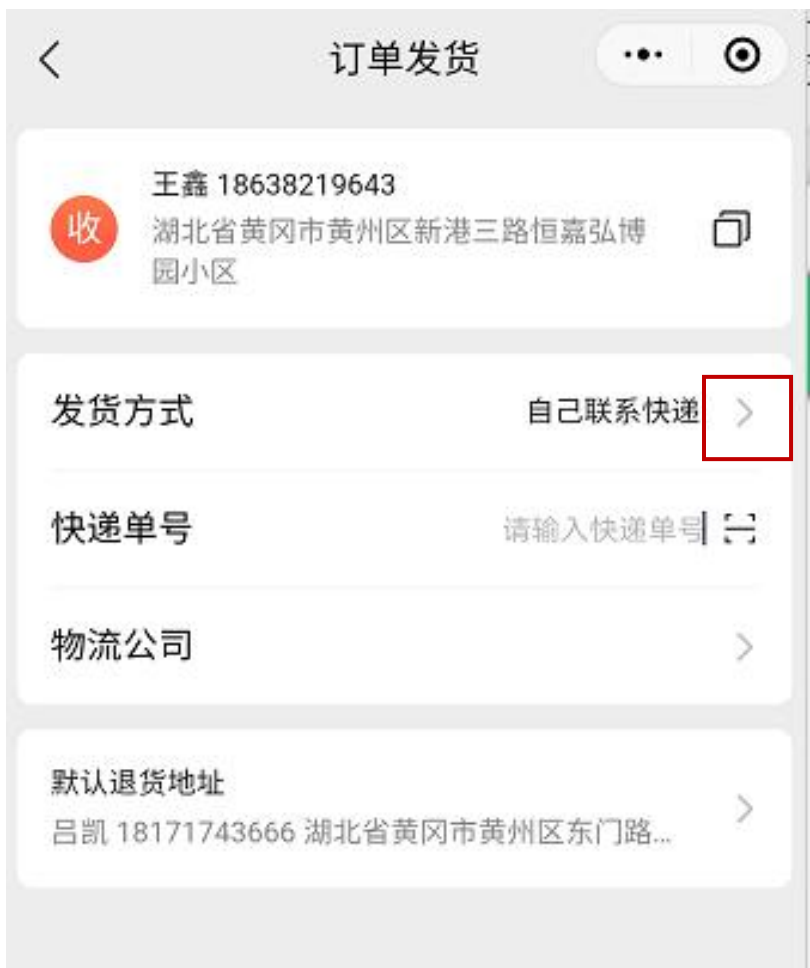 订单发货
收
王鑫 18638219643
湖北省黄冈市黄州区新港三路恒嘉弘博
园小区
发货方式 自己联系快递
快递单号 请输入快递单号
物流公司
默认退货地址
吕凯 18171743666 湖北省黄冈市黄州区东门路...